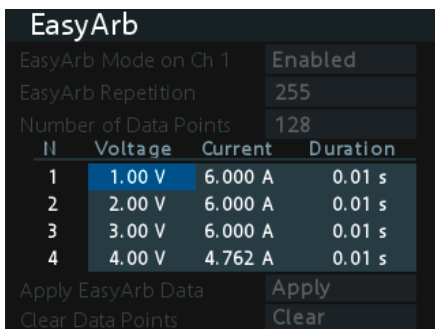 EasyArb
EasyArb Mode on Ch 1 Enabled
EasyArb Repetition 255
Number of Data Points 128
N Voltage Current Duration
1 1.00 V 6.000 A 0.01 s
2 2.00 V 6.000 A 0.01 s
3 3.00 V 6.000 A 0.01 s
4 4.00 V 4.762 A 0.01 s
Apply EasyArb Data Apply
Clear Data Points Clear